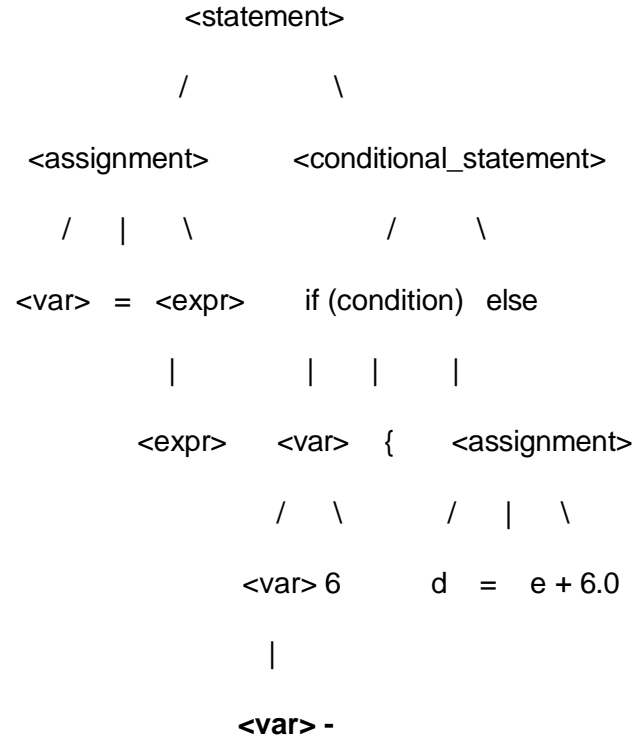 <statement>
/ \
<assignment> <conditional_statement>
/ | \ / \
<var> = <expr> if (condition) else
| | | |
<expr> <var> { <assignment>
/ \ / | \
<var> 6 d = e + 6.0
|
<var> -